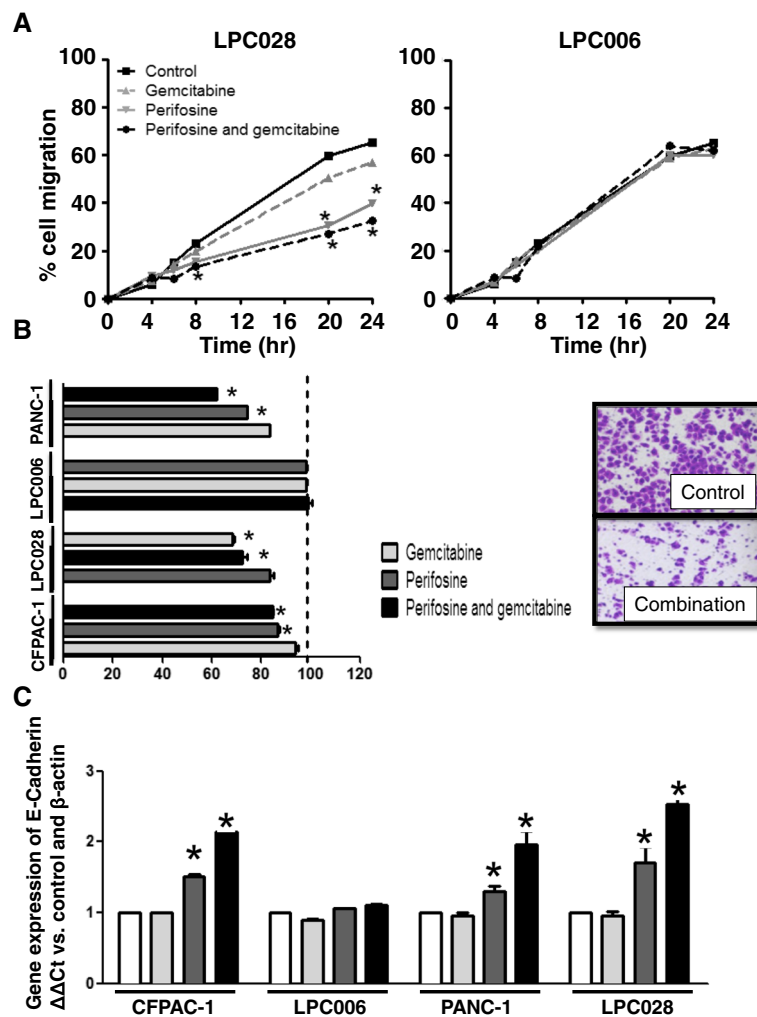 A
LPC028
LPC006
100
80
60
40
20
0
% cell migration
Control
Gemcitabine
Perifosine
Perifosine and gemcitabine
*
*
*
*
*
0 4 8 12 16 20 24
Time (hr)
100
80
60
40
20
0
0 4 8 12 16 20 24
Time (hr)
B
PANC-1
LPC006
LPC028
CFPAC-1
*
*
*
*
*
*
0 20 40 60 80 100 120
Gemcitabine
Perifosine
Perifosine and gemcitabine
Control
Combination
C
Gene expression of E-Cadherin
ΔΔCt vs. control and β-actin
3
2
1
0
*
*
*
*
*
*
CFPAC-1 LPC006 PANC-1 LPC028